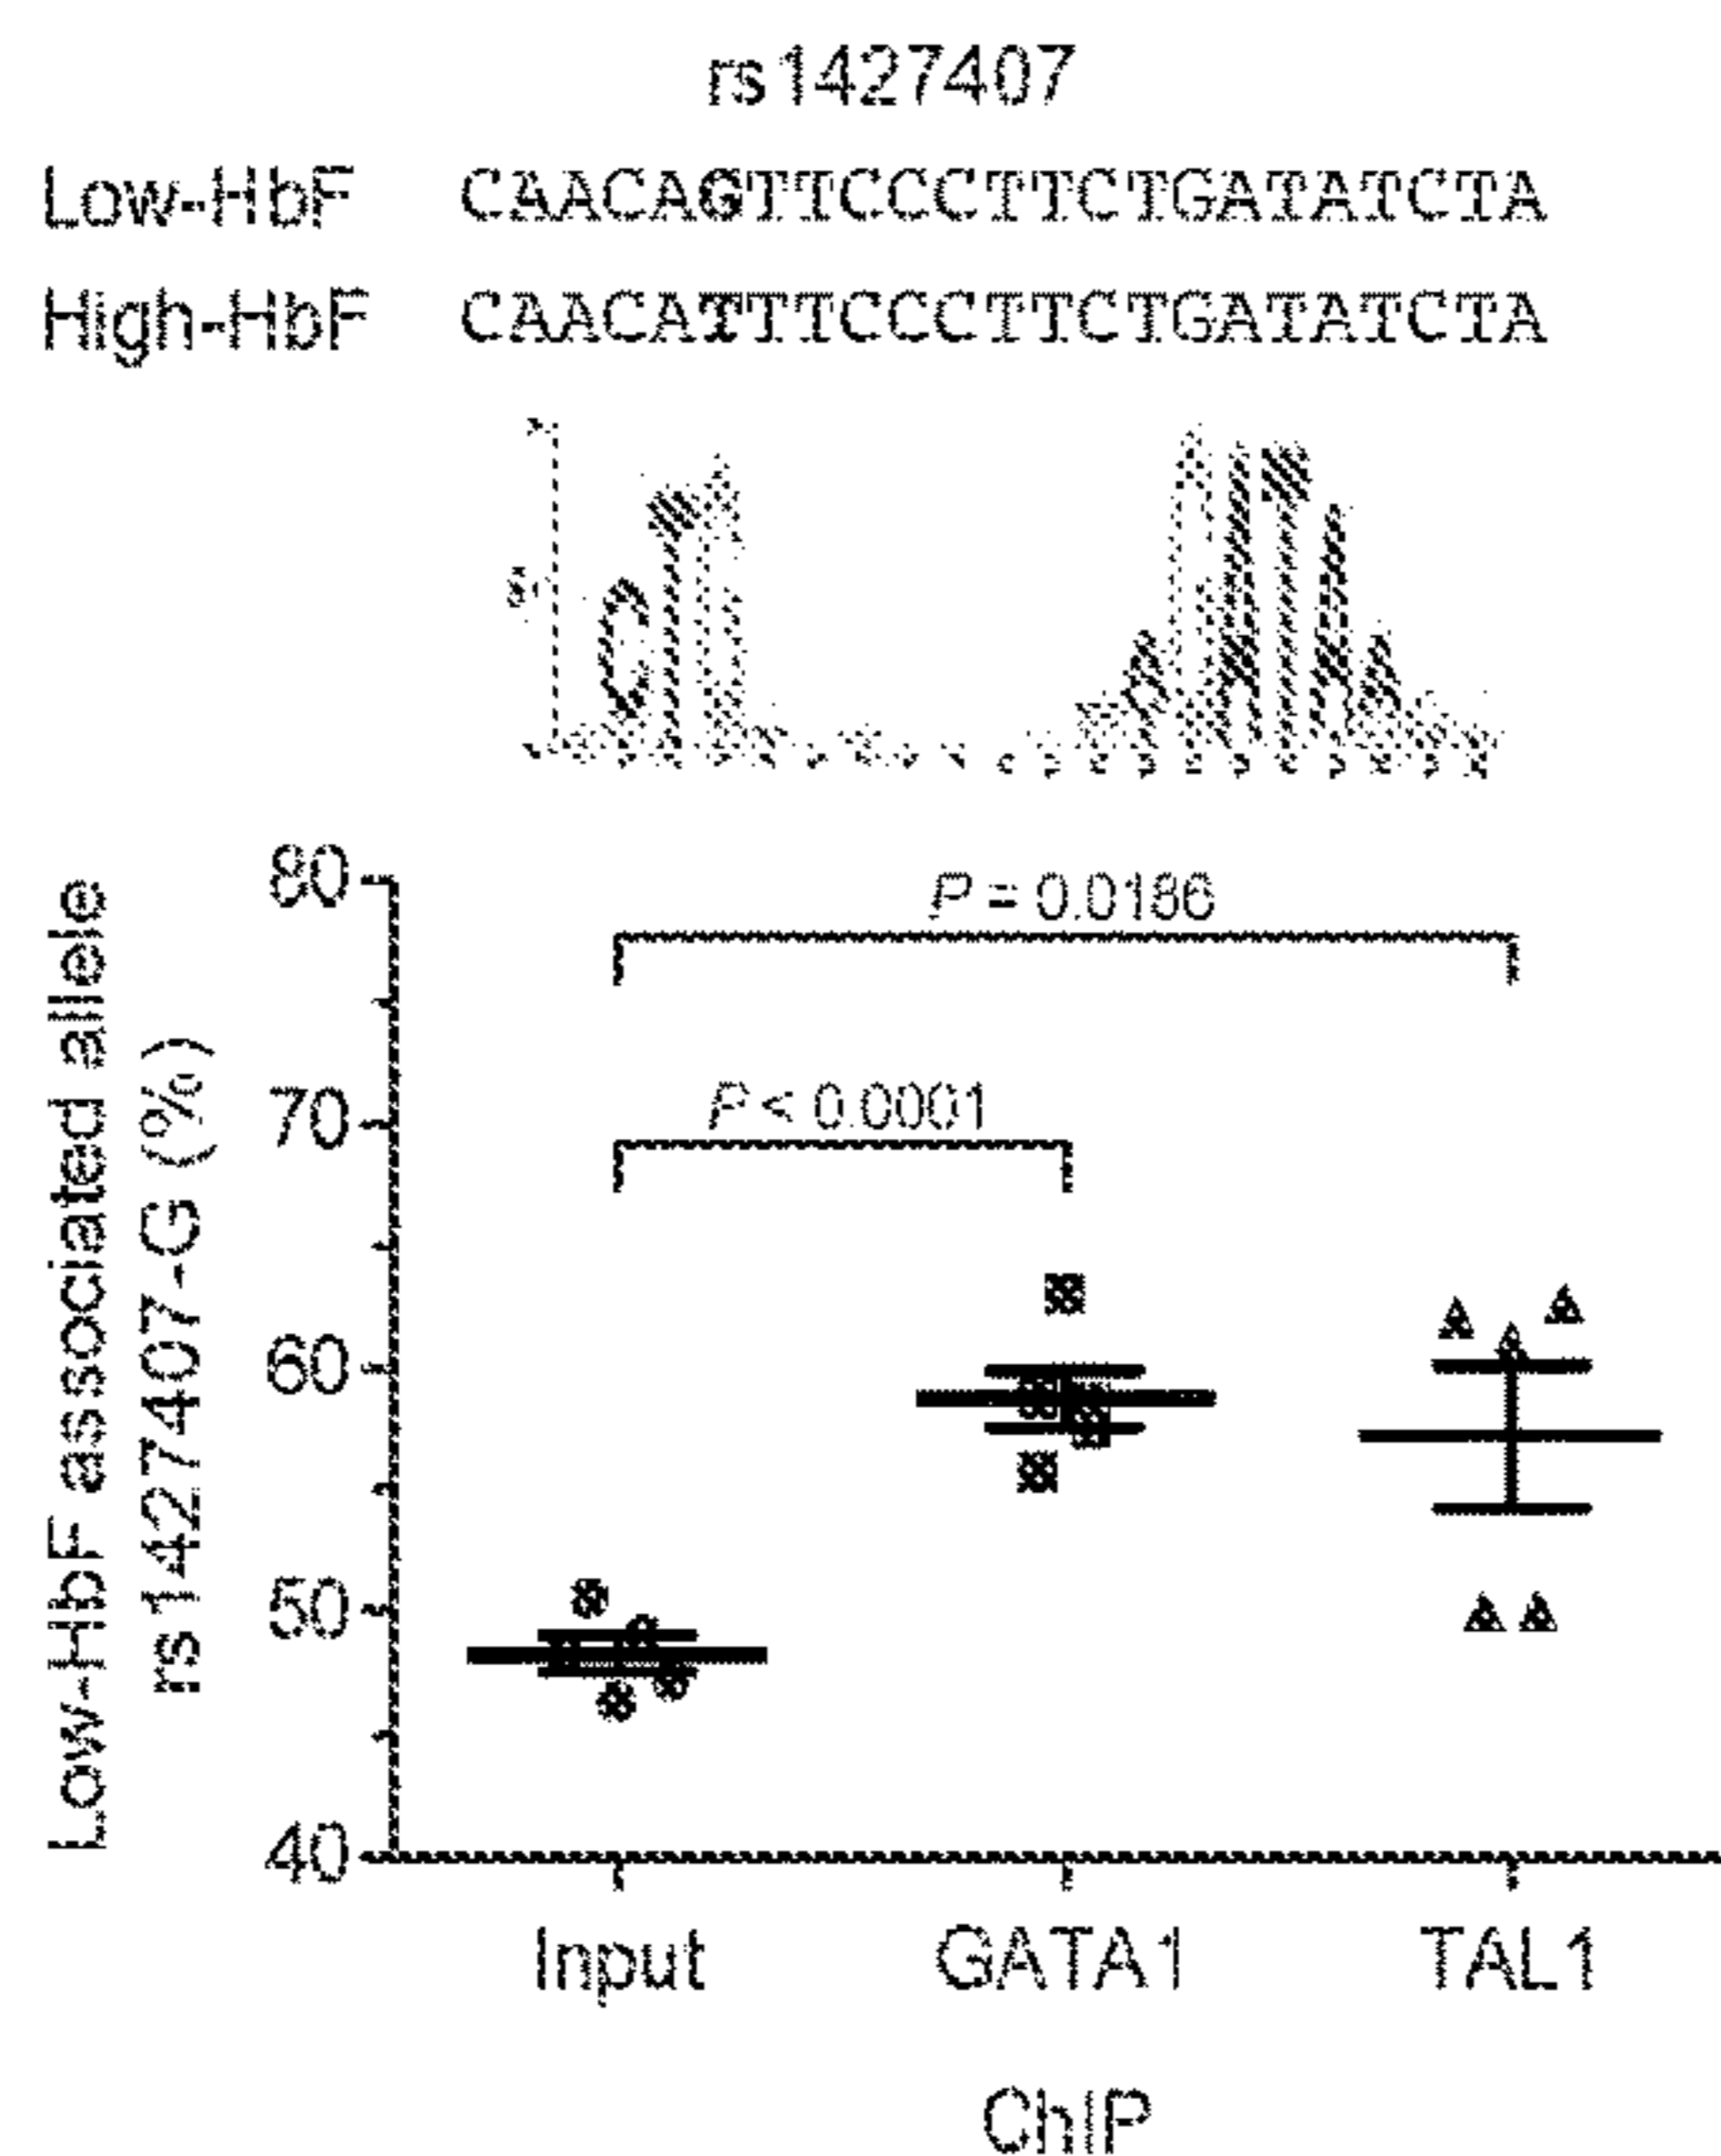 rs1427407
Low-HbF CAACAGTTCCCTTCTGATATCTA
High-HbF CAACATTTCCCTTCTGATATCTA
80
70
60
50
40
Low-HbF associated allele
rs1427407-G (%)
P = 0.0186
P < 0.0001
Input GATA1 TAL1
ChIP